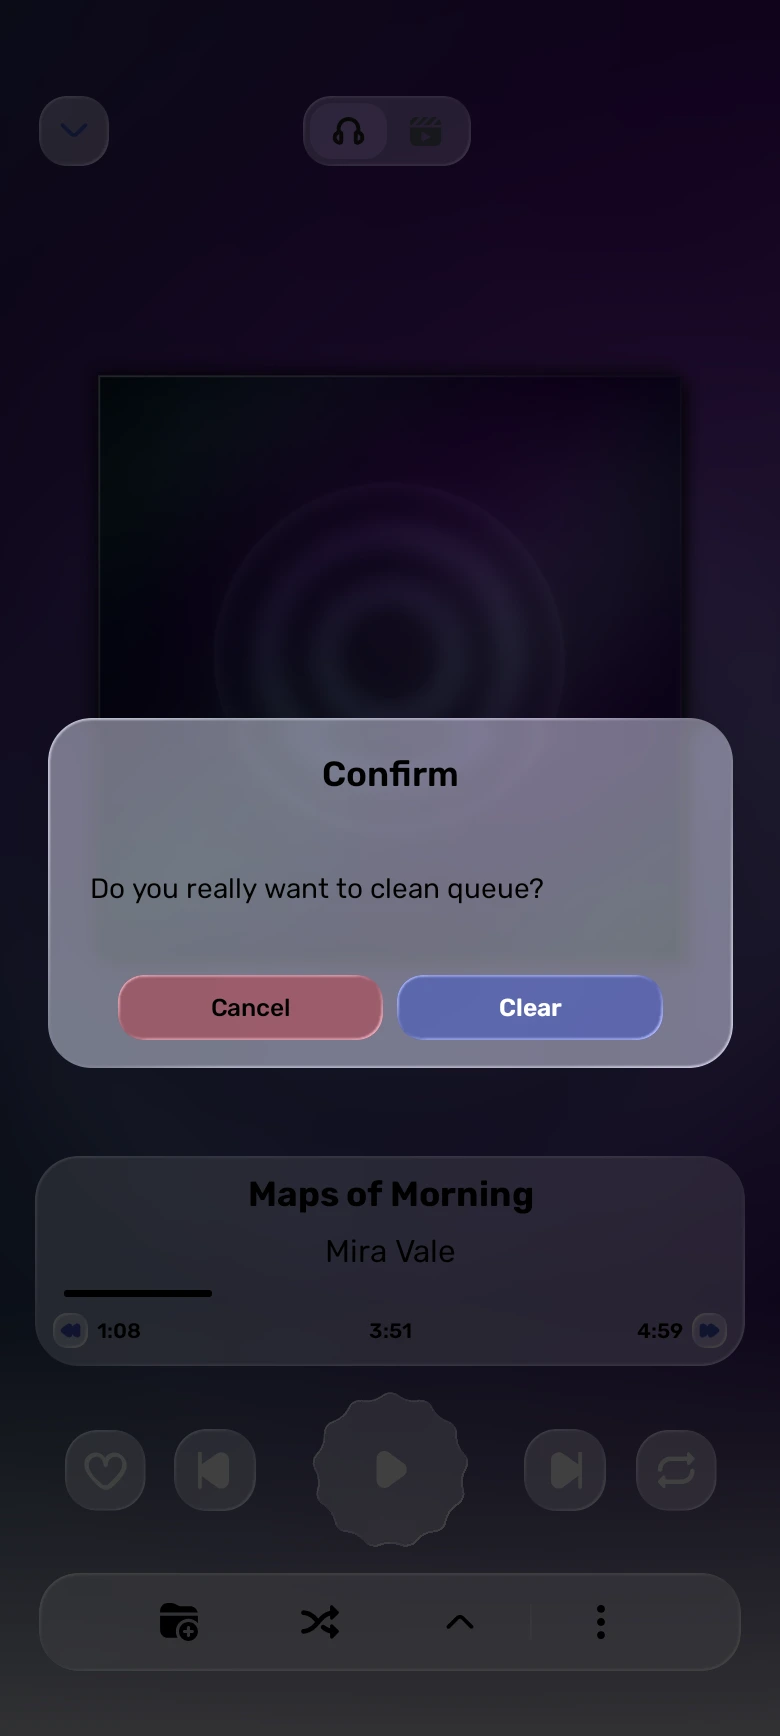 Confirm
Do you really want to clean queue?
Cancel
Clear
Maps of Morning
Mira Vale
1:08
3:51
4:59